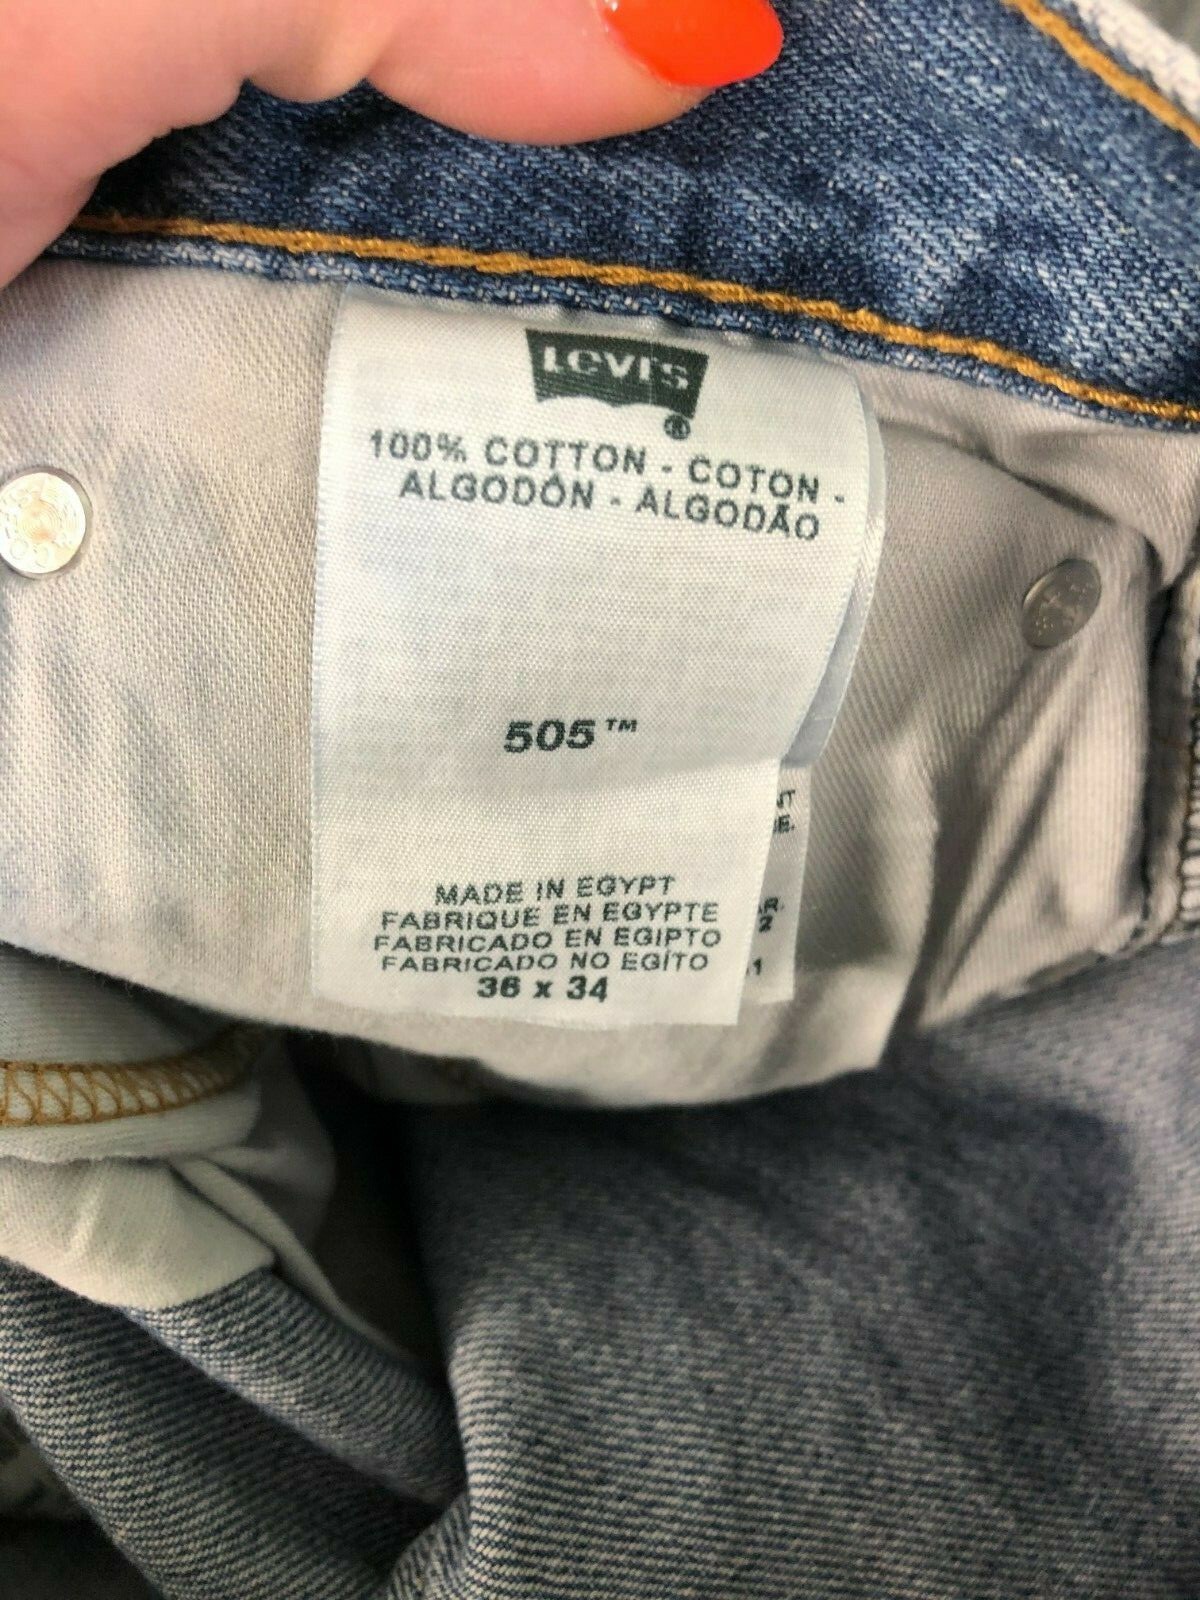 LEVI'S
®
100% COTTON - COTON -
ALGODÓN - ALGODÃO
505™
MADE IN EGYPT
FABRIQUE EN EGYPTE
FABRICADO EN EGIPTO
FABRICADO NO EGÍTO
36 x 34